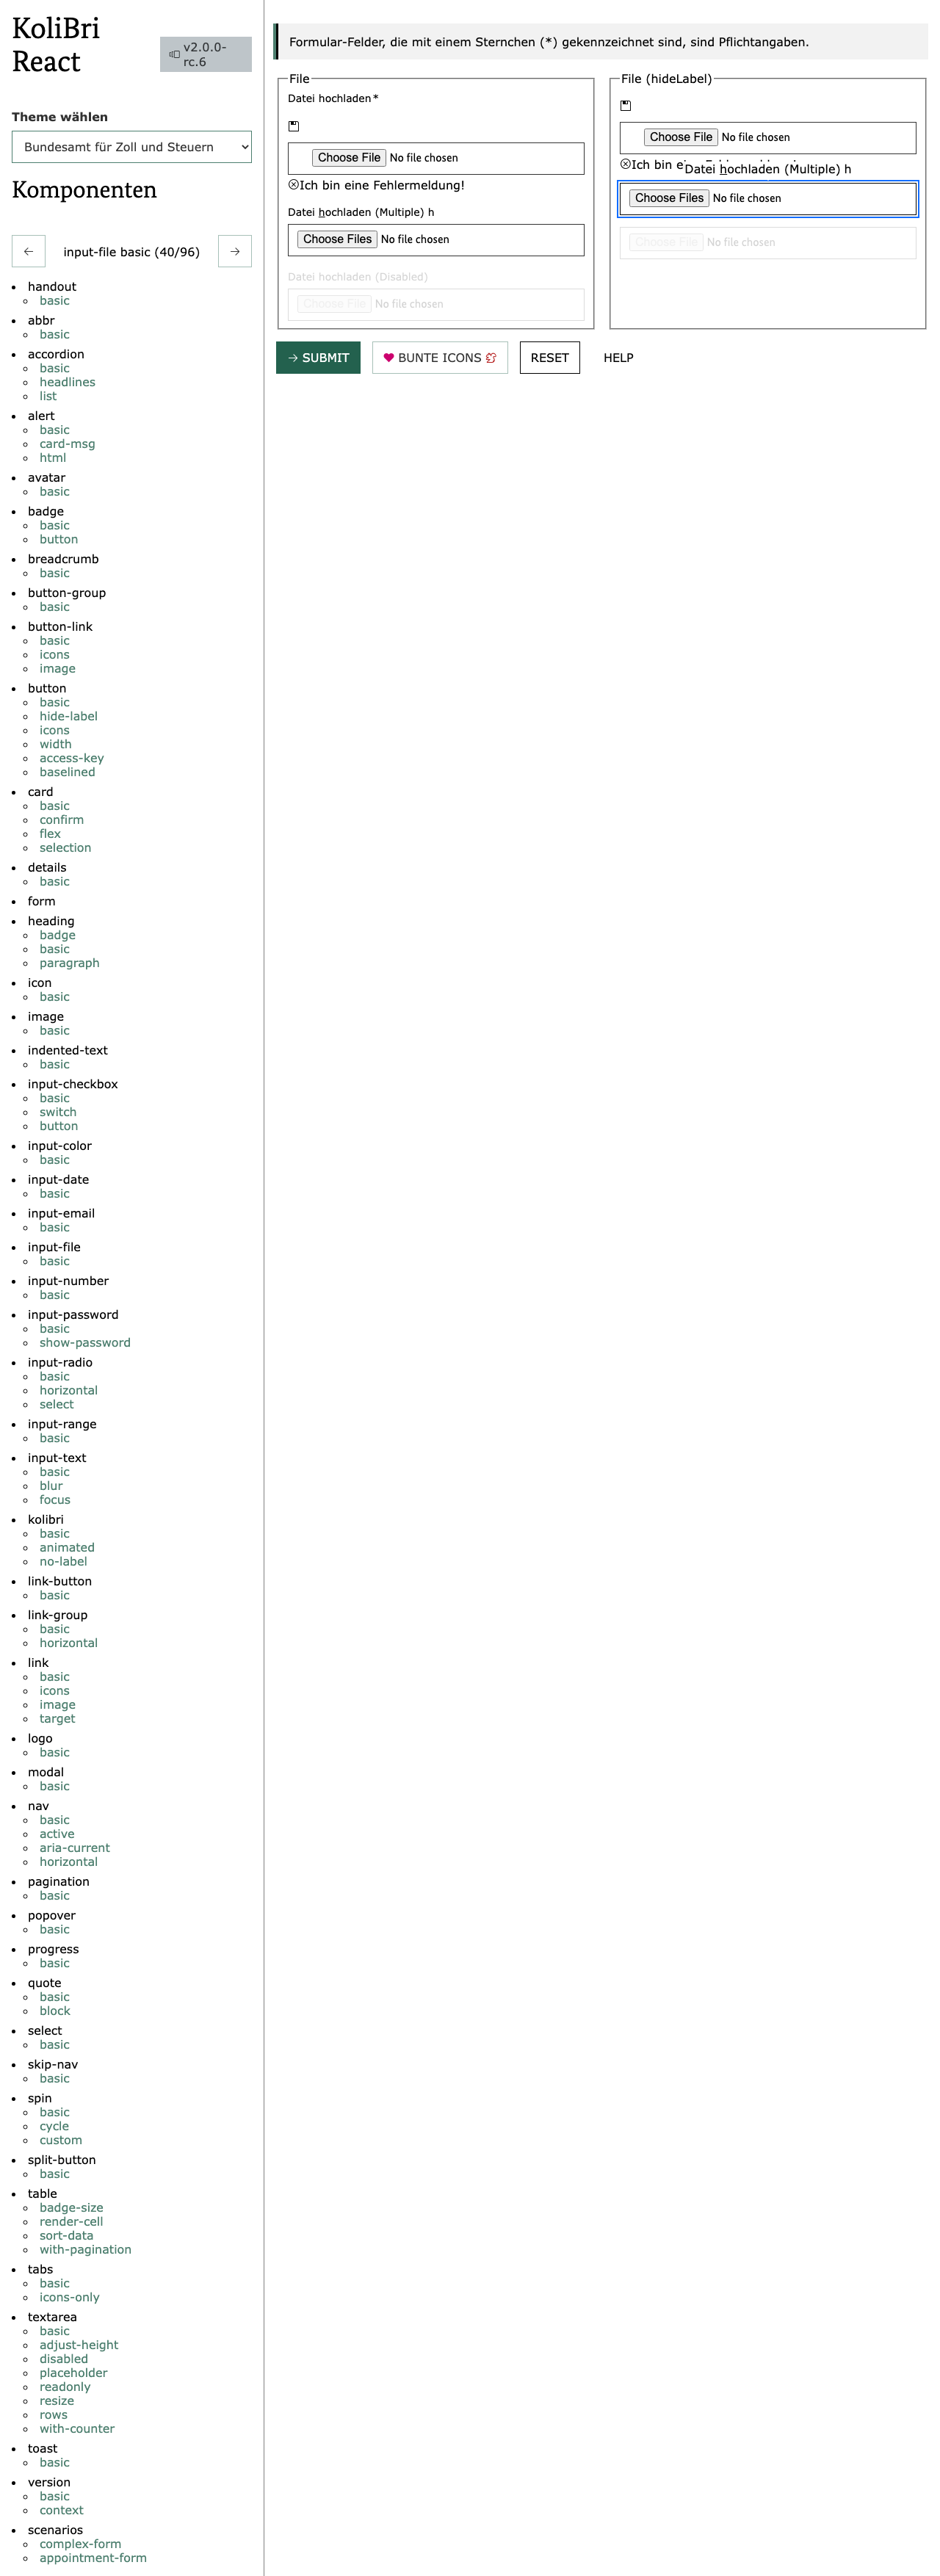 KoliBri
React
v2.0.0-
rc.6
Theme wählen
Bundesamt für Zoll und Steuern
Komponenten
← input-file basic (40/96) →
handout
basic
abbr
basic
accordion
basic
headlines
list
alert
basic
card-msg
html
avatar
basic
badge
basic
button
breadcrumb
basic
button-group
basic
button-link
basic
icons
image
button
basic
hide-label
icons
width
access-key
baselined
card
basic
confirm
flex
selection
details
basic
form
heading
badge
basic
paragraph
icon
basic
image
basic
indented-text
basic
input-checkbox
basic
switch
button
input-color
basic
input-date
basic
input-email
basic
input-file
basic
input-number
basic
input-password
basic
show-password
input-radio
basic
horizontal
select
input-range
basic
input-text
basic
blur
focus
kolibri
basic
animated
no-label
link-button
basic
link-group
basic
horizontal
link
basic
icons
image
target
logo
basic
modal
basic
nav
basic
active
aria-current
horizontal
pagination
basic
popover
basic
progress
basic
quote
basic
block
select
basic
skip-nav
basic
spin
basic
cycle
custom
split-button
basic
table
badge-size
render-cell
sort-data
with-pagination
tabs
basic
icons-only
textarea
basic
adjust-height
disabled
placeholder
readonly
resize
rows
with-counter
toast
basic
version
basic
context
scenarios
complex-form
appointment-form
Formular-Felder, die mit einem Sternchen (*) gekennzeichnet sind, sind Pflichtangaben.
File
Datei hochladen*
Choose File No file chosen
Ich bin eine Fehlermeldung!
Datei hochladen (Multiple) h
Choose Files No file chosen
Datei hochladen (Disabled)
Choose File No file chosen
File (hideLabel)
Choose File No file chosen
Ich bin
Datei hochladen (Multiple) h
Choose Files No file chosen
Choose File No file chosen
→ SUBMIT BUNTE ICONS RESET HELP